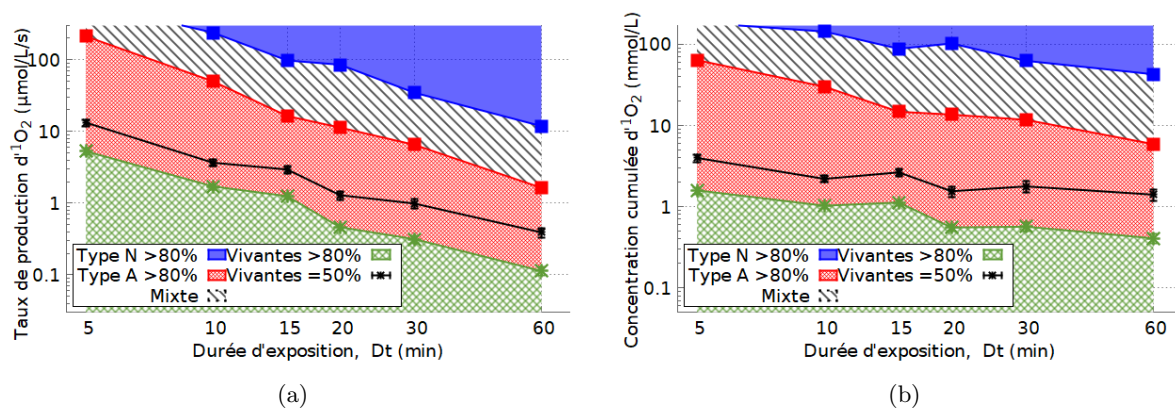 Taux de production d'¹O₂ (µmol/L/s)
100
10
1
0.1
Type N >80%
Vivantes >80%
Type A >80%
Vivantes =50%
Mixte
5 10 15 20 30 60
Durée d'exposition, Dt (min)
(a)
Concentration cumulée d'¹O₂ (mmol/L)
100
10
1
0.1
Type N >80%
Vivantes >80%
Type A >80%
Vivantes =50%
Mixte
5 10 15 20 30 60
Durée d'exposition, Dt (min)
(b)